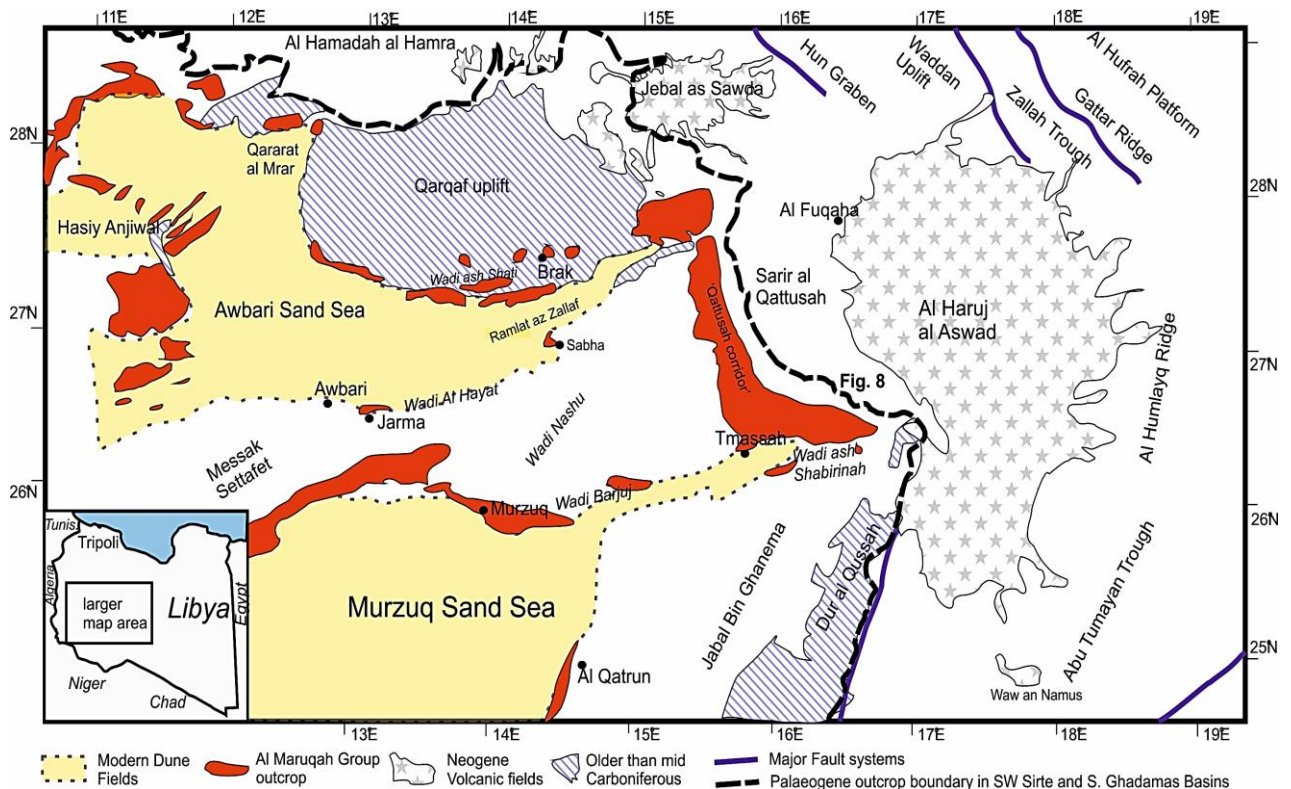 11E 12E 13E 14E 15E 16E 17E 18E 19E
Al Hamadah al Hamra
Jebal as Sawda
Hun Graben
Waddan
Uplift
Zallah Trough
Gattar Ridge
Al Hufrah Platform
28N
28N
Qararat
al Mrar
Qarqaf uplift
Al Fuqaha
Hasiy Anjiwal
Wadi ash Shati
Brak
Sarir al
Qattusah
27N
27N
Awbari Sand Sea
Ramlat az Zallaf
'Qattusah corridor'
Al Haruj
al Aswad
Sabha
Al Humlayq Ridge
Fig. 8
Awbari
Wadi Al Hayat
Jarma
Wadi Nashu
Tmassah
Wadi ash
Shabirinah
Messak
Settafet
26N
26N
Murzuq
Wadi Barjuj
Tunis.
Tripoli
Algeria
larger
map area
Libya
Egypt
Niger
Chad
Murzuq Sand Sea
Jabal Bin Ghanema
Dur al Qussah
Abu Tumayan Trough
25N
Al Qatrun
Waw an Namus
13E 14E 15E 16E 17E 18E 19E
Modern Dune
Fields
Al Maruqah Group
outcrop
Neogene
Volcanic fields
Older than mid
Carboniferous
Major Fault systems
Palaeogene outcrop boundary in SW Sirte and S. Ghadamas Basins